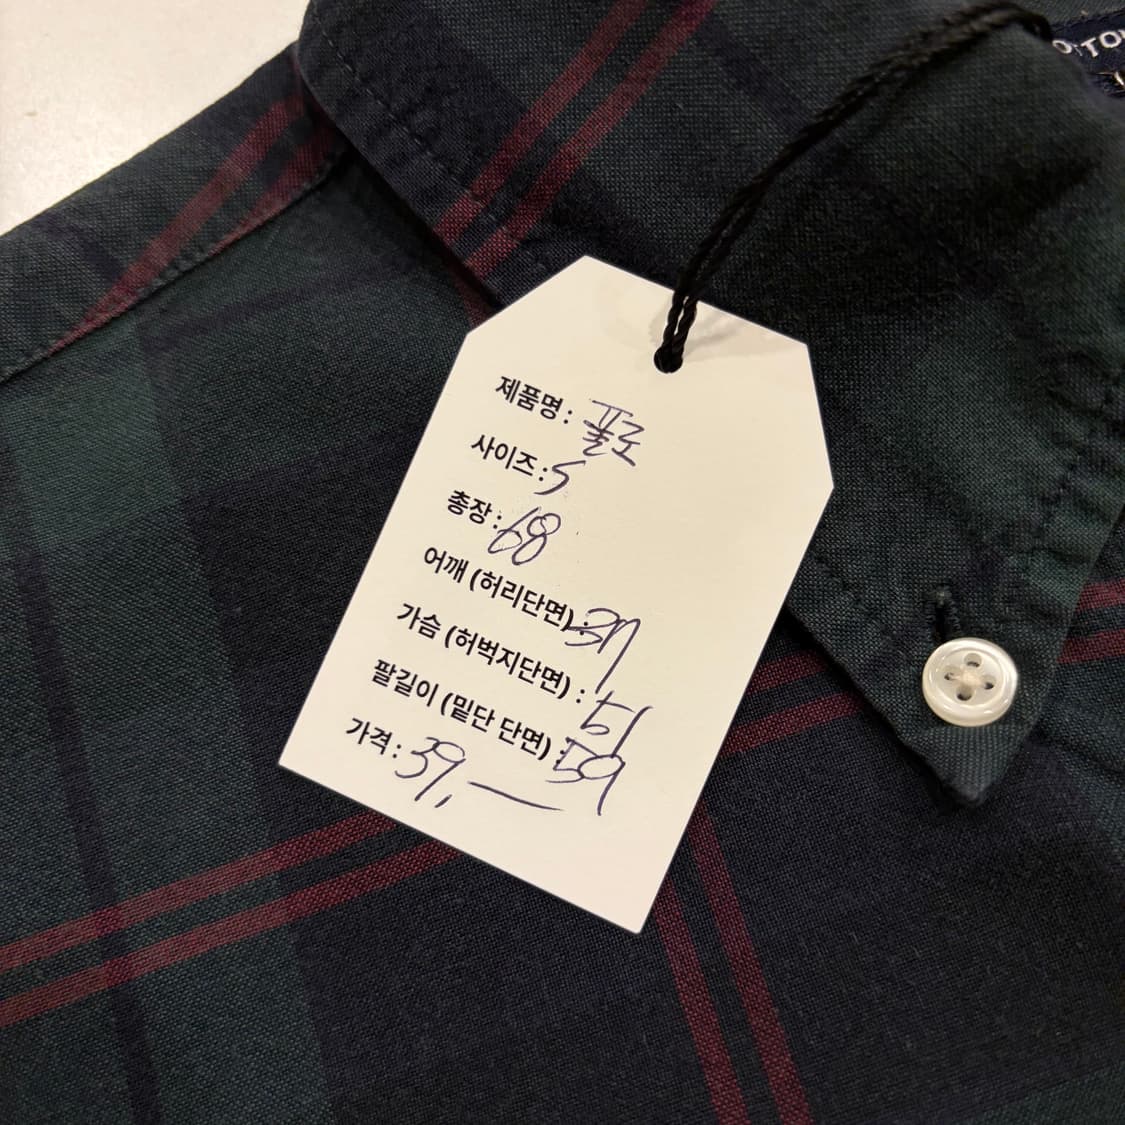 OTTO
제품명 : 폴로
사이즈 : S
총장 : 68
어깨 (허리단면) : 37
가슴 (허벅지단면) : 51
팔길이 (밑단 단면) : 59
가격 : 39,—